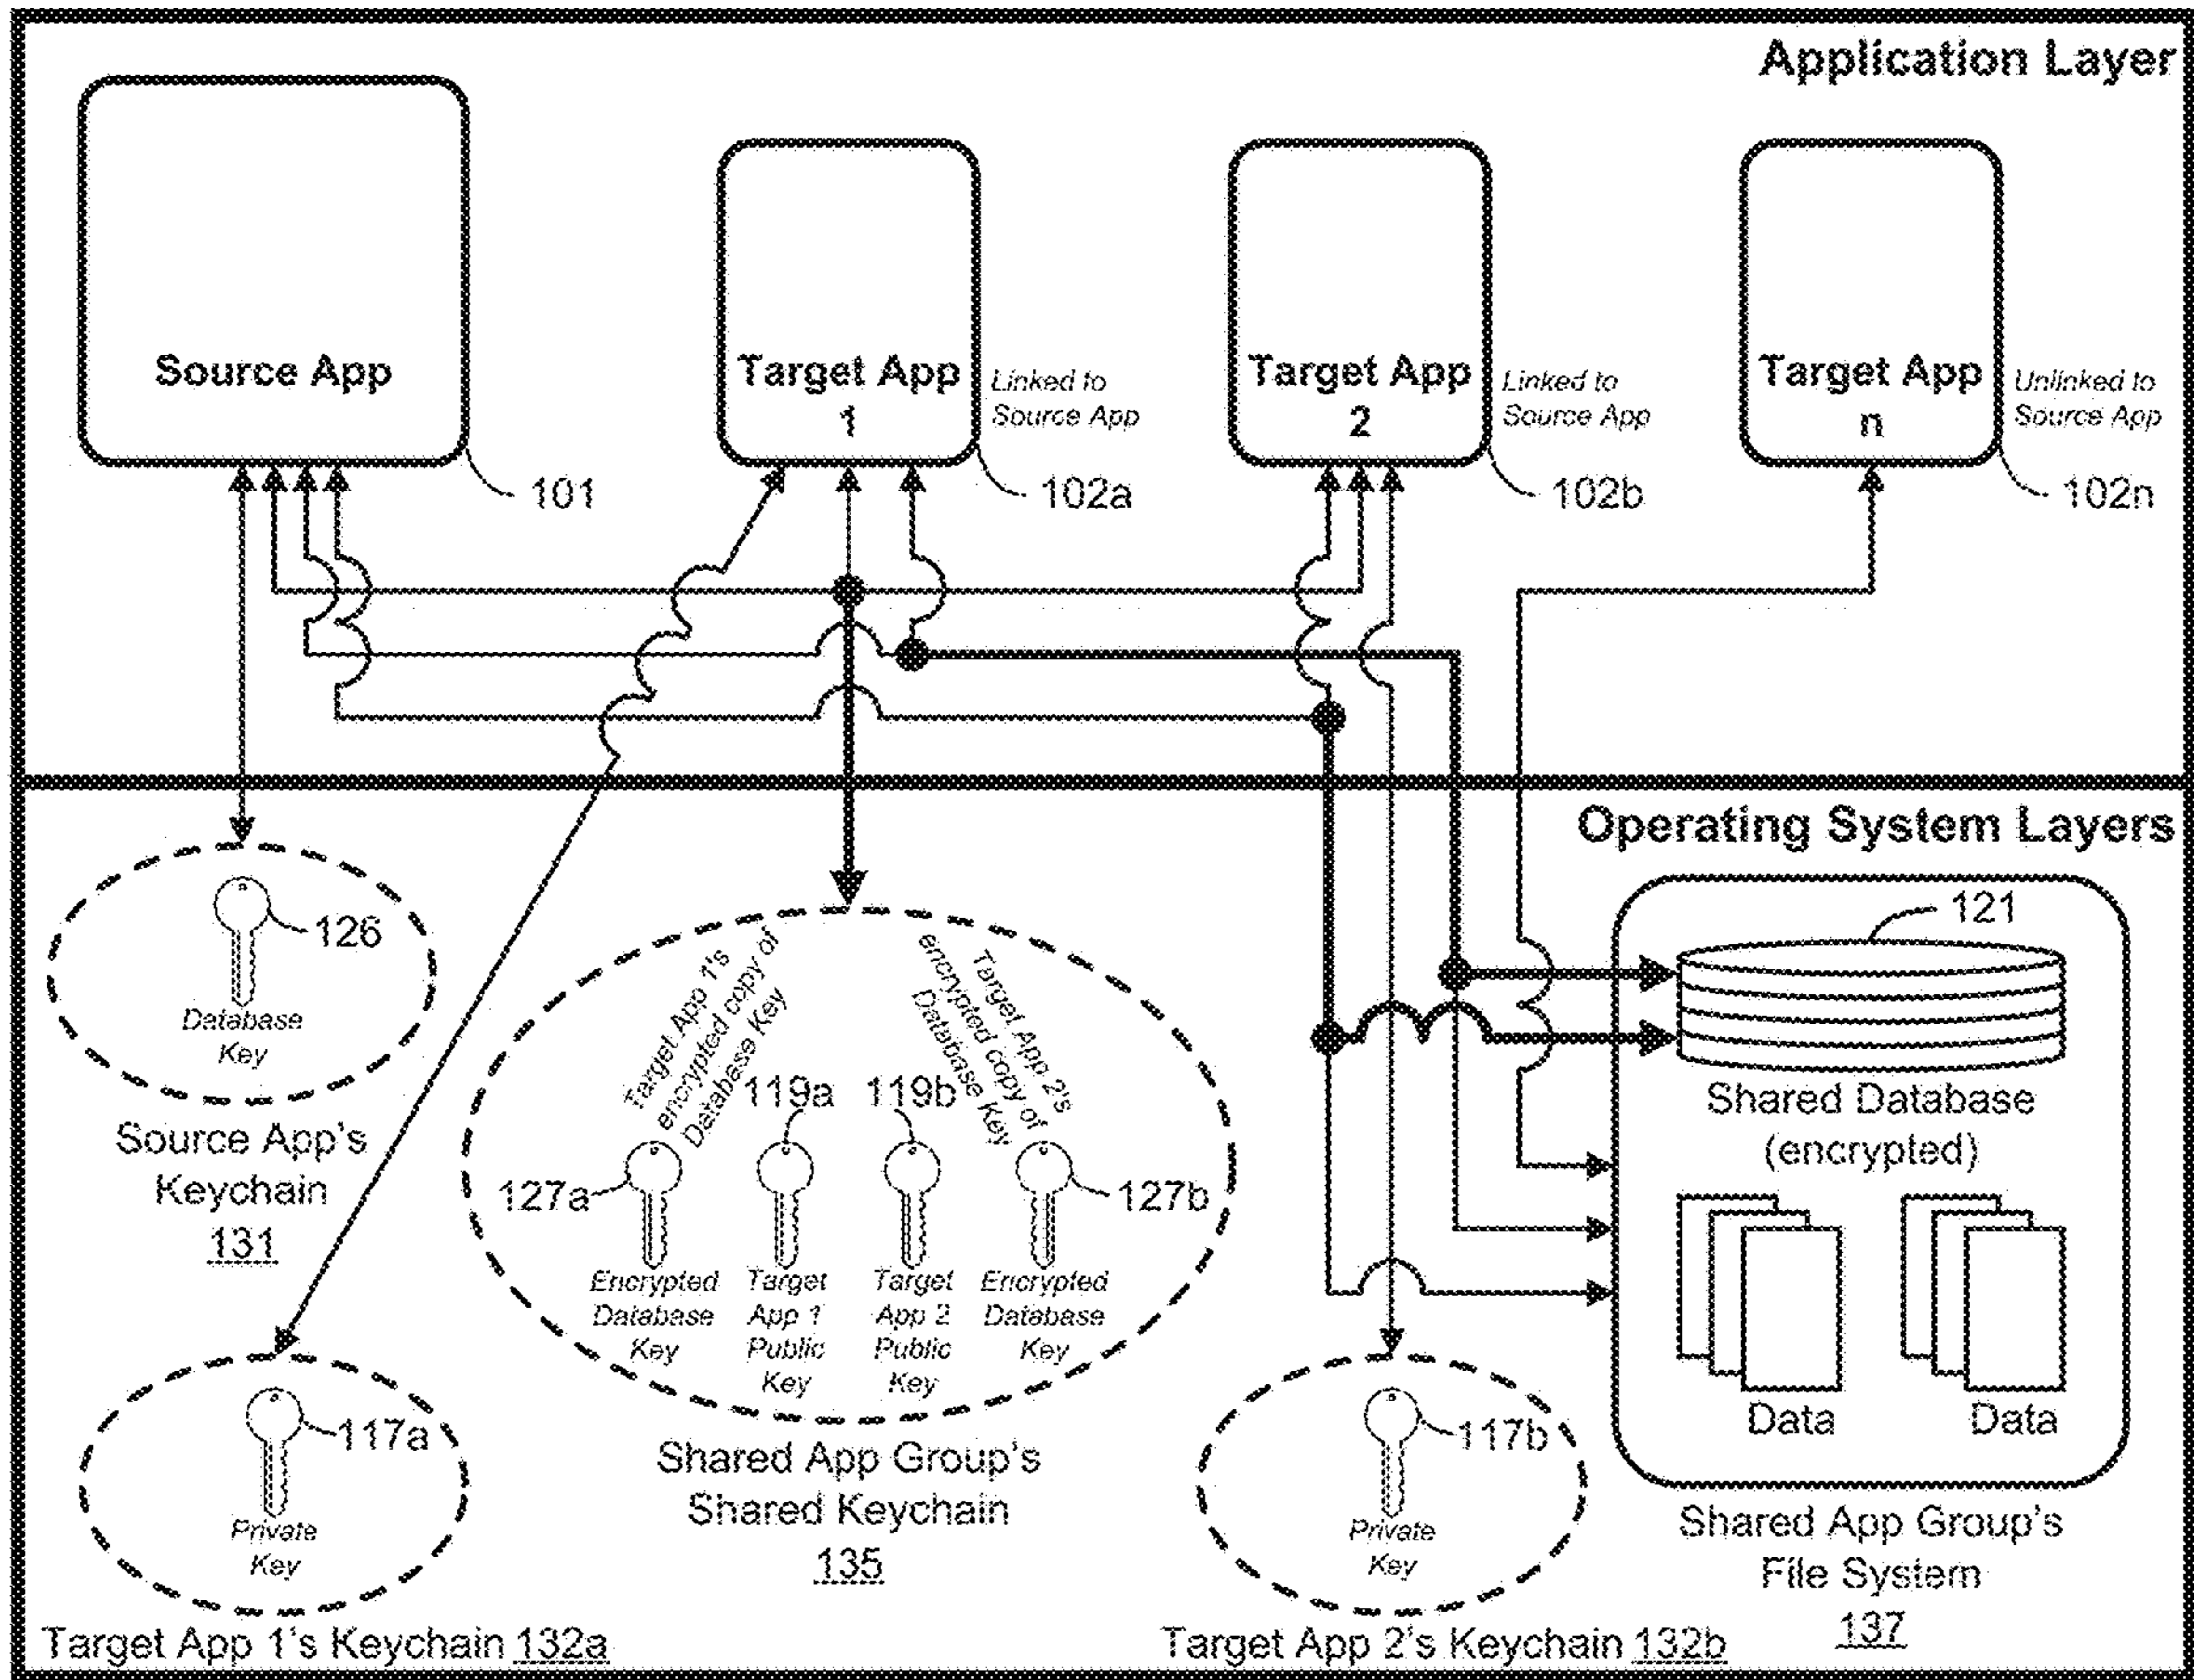 Application Layer
Source App
101
Target App
1
Linked to
Source App
102a
Target App
2
Linked to
Source App
102b
Target App
n
Unlinked to
Source App
102n
Operating System Layers
126
Database
Key
Source App's
Keychain
131
Target App 1's
encrypted copy of
Database Key
Target App 2's
encrypted copy of
Database Key
119a
119b
127a
127b
Encrypted
Database
Key
Target
App 1
Public
Key
Target
App 2
Public
Key
Encrypted
Database
Key
Shared App Group's
Shared Keychain
135
121
Shared Database
(encrypted)
Data
Data
Shared App Group's
File System
137
117a
Private
Key
Target App 1's Keychain 132a
117b
Private
Key
Target App 2's Keychain 132b